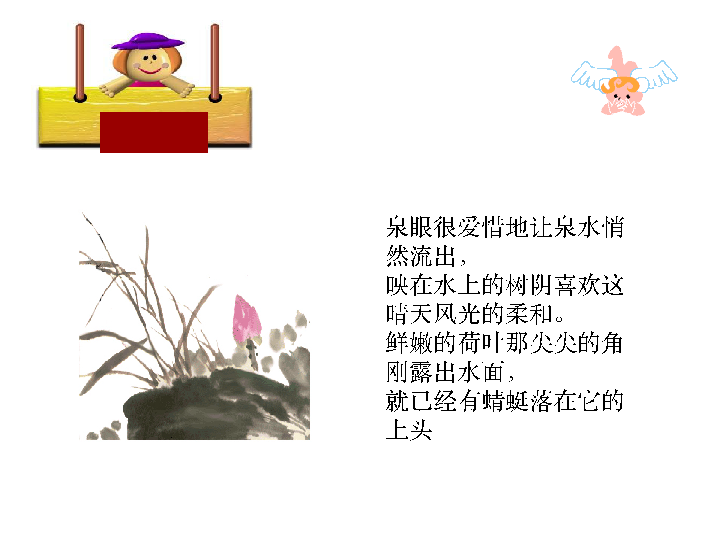 泉眼很爱惜地让泉水悄
然流出，
映在水上的树阴喜欢这
晴天风光的柔和。
鲜嫩的荷叶那尖尖的角
刚露出水面，
就已经有蜻蜓落在它的
上头